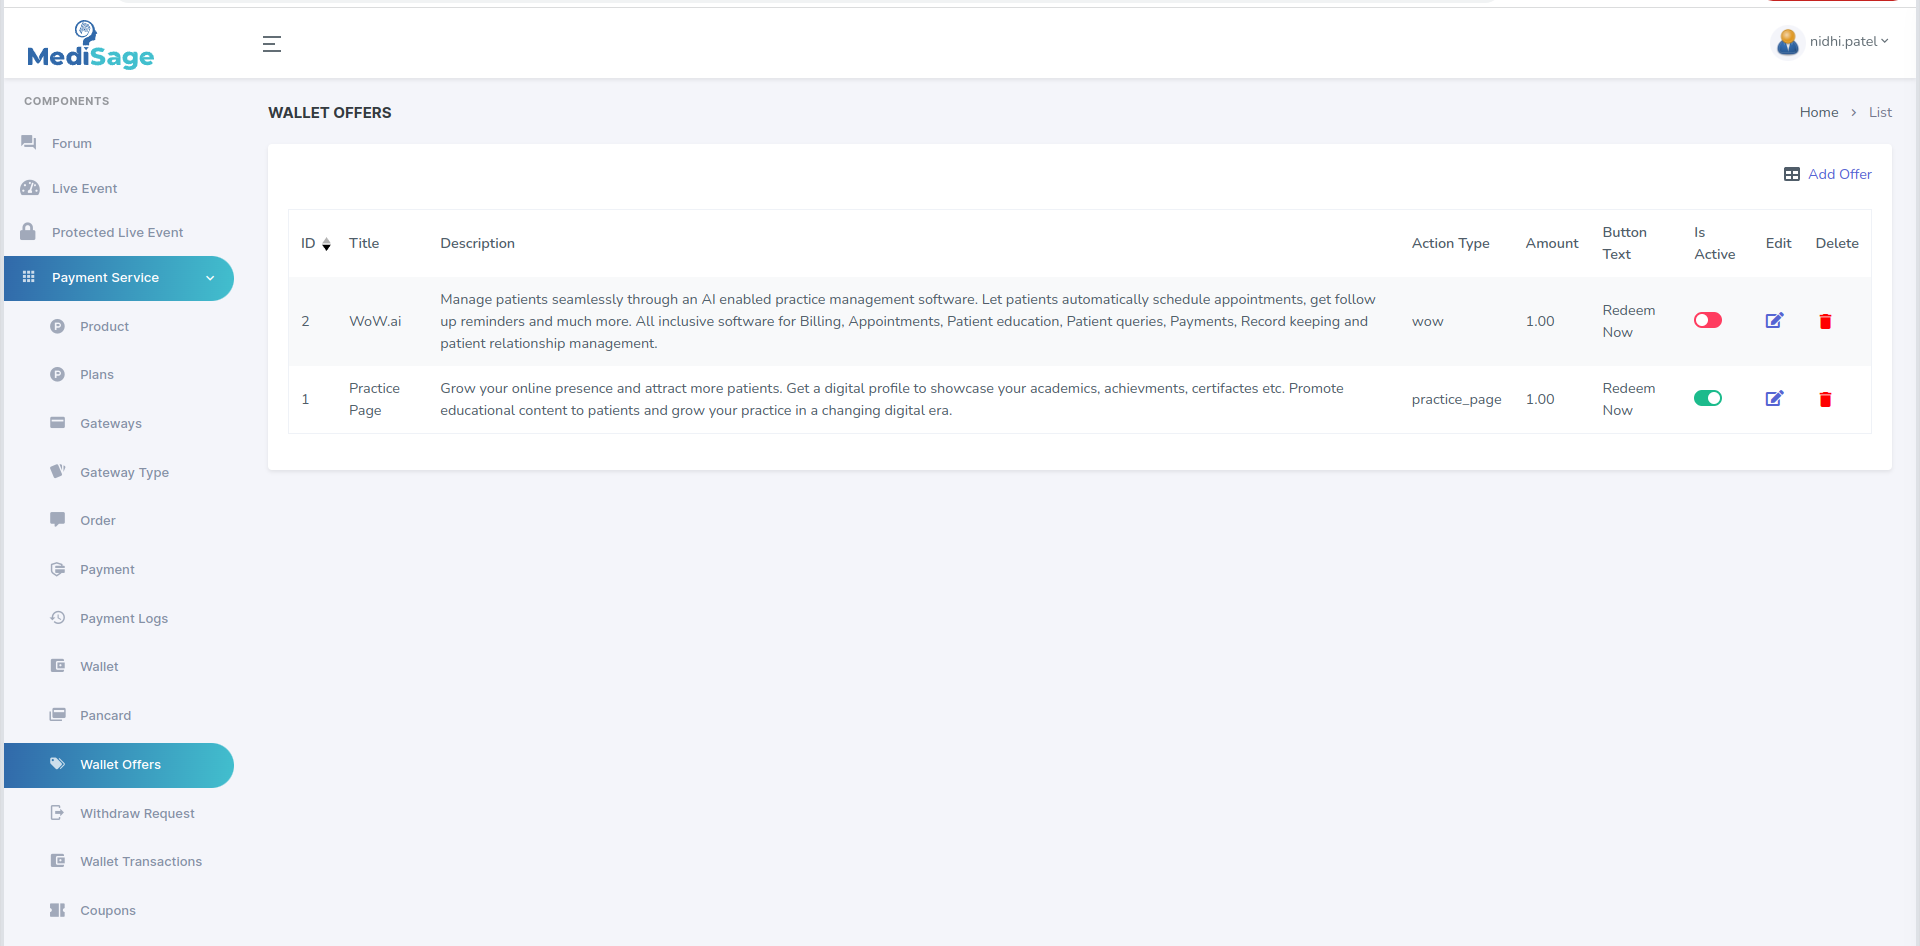 MediSage
nidhi.patel
COMPONENTS
Forum
Live Event
Protected Live Event
Payment Service
Product
Plans
Gateways
Gateway Type
Order
Payment
Payment Logs
Wallet
Pancard
Wallet Offers
Withdraw Request
Wallet Transactions
Coupons
WALLET OFFERS
Home > List
Add Offer
ID Title Description Action Type Amount Button Text Is Active Edit Delete
2 WoW.ai
Manage patients seamlessly through an AI enabled practice management software. Let patients automatically schedule appointments, get follow
up reminders and much more. All inclusive software for Billing, Appointments, Patient education, Patient queries, Payments, Record keeping and
patient relationship management.
wow 1.00 Redeem
Now
1 Practice
Page
Grow your online presence and attract more patients. Get a digital profile to showcase your academics, achievments, certifactes etc. Promote
educational content to patients and grow your practice in a changing digital era.
practice_page 1.00 Redeem
Now